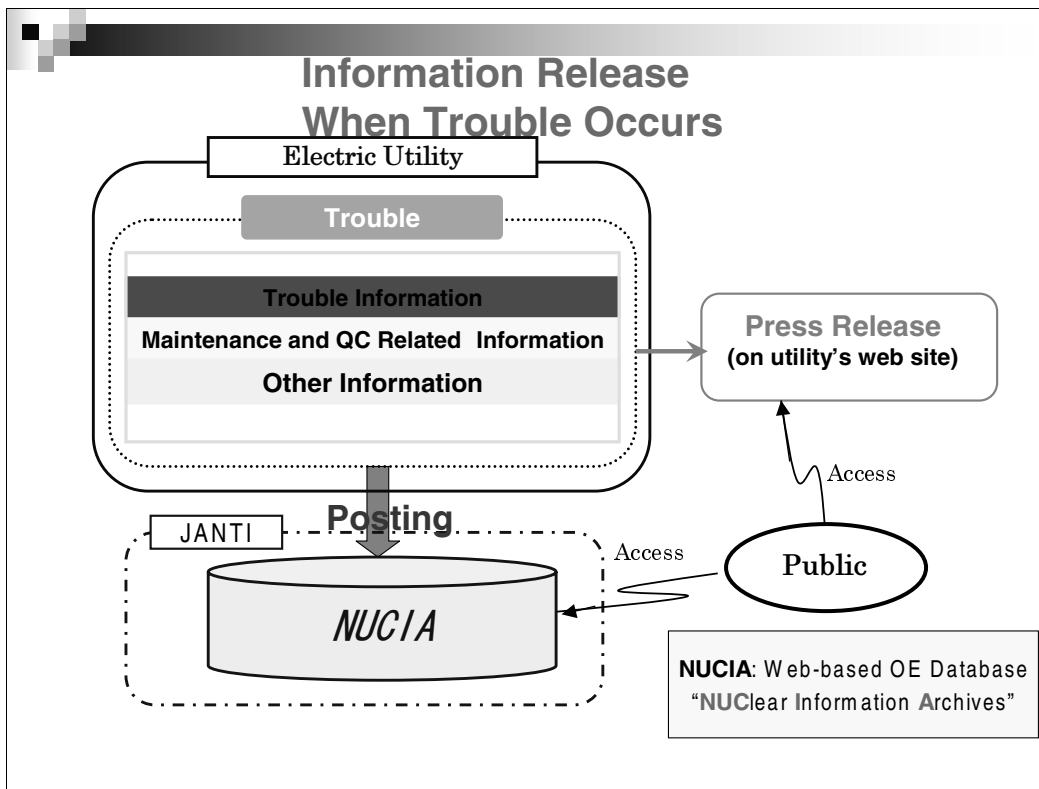 Information Release
When Trouble Occurs
Electric Utility
Trouble
Trouble Information
Maintenance and QC Related Information
Other Information
Press Release
(on utility's web site)
Access
Posting
JANTI
Access
Public
NUCIA
NUCIA: Web-based OE Database
“NUClear Information Archives”